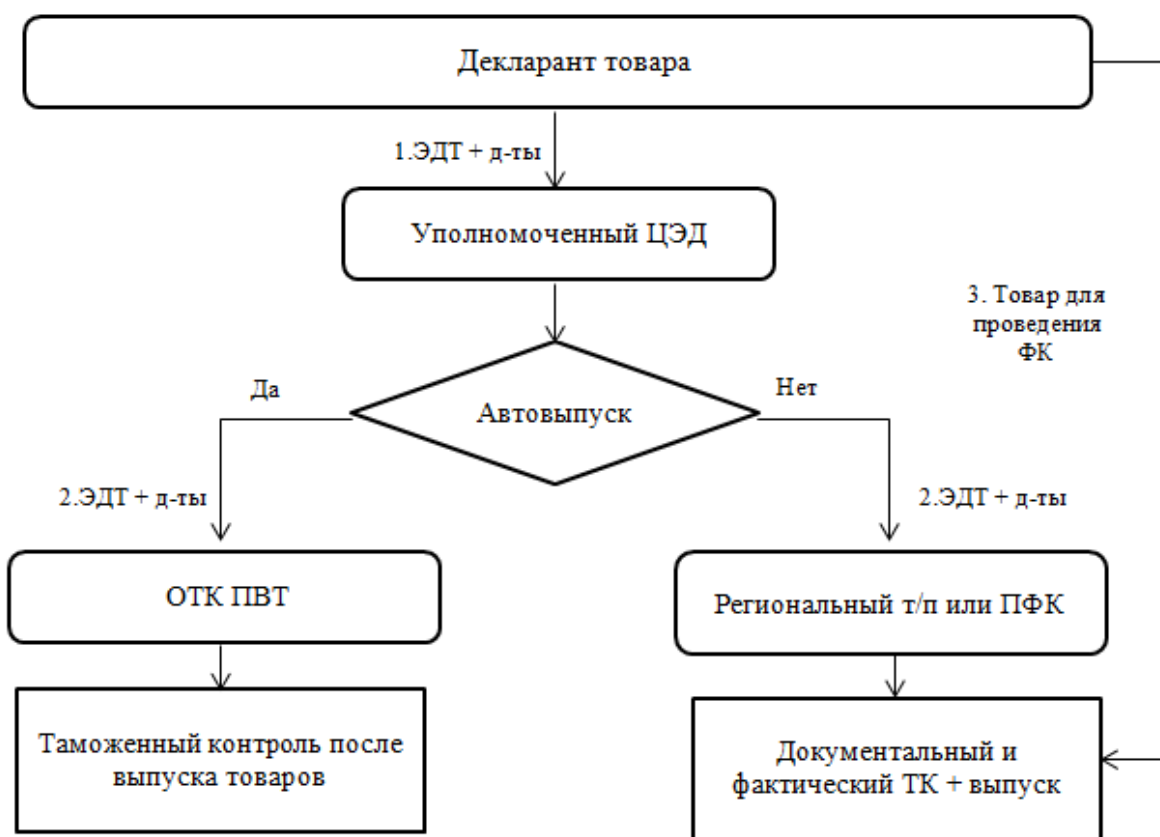 Декларант товара
1.ЭДТ + д-ты
Уполномоченный ЦЭД
3. Товар для
проведения
ФК
Да
Нет
Автовыпуск
2.ЭДТ + д-ты
2.ЭДТ + д-ты
ОТК ПВТ
Региональный т/п или ПФК
Таможенный контроль после
выпуска товаров
Документальный и
фактический ТК + выпуск